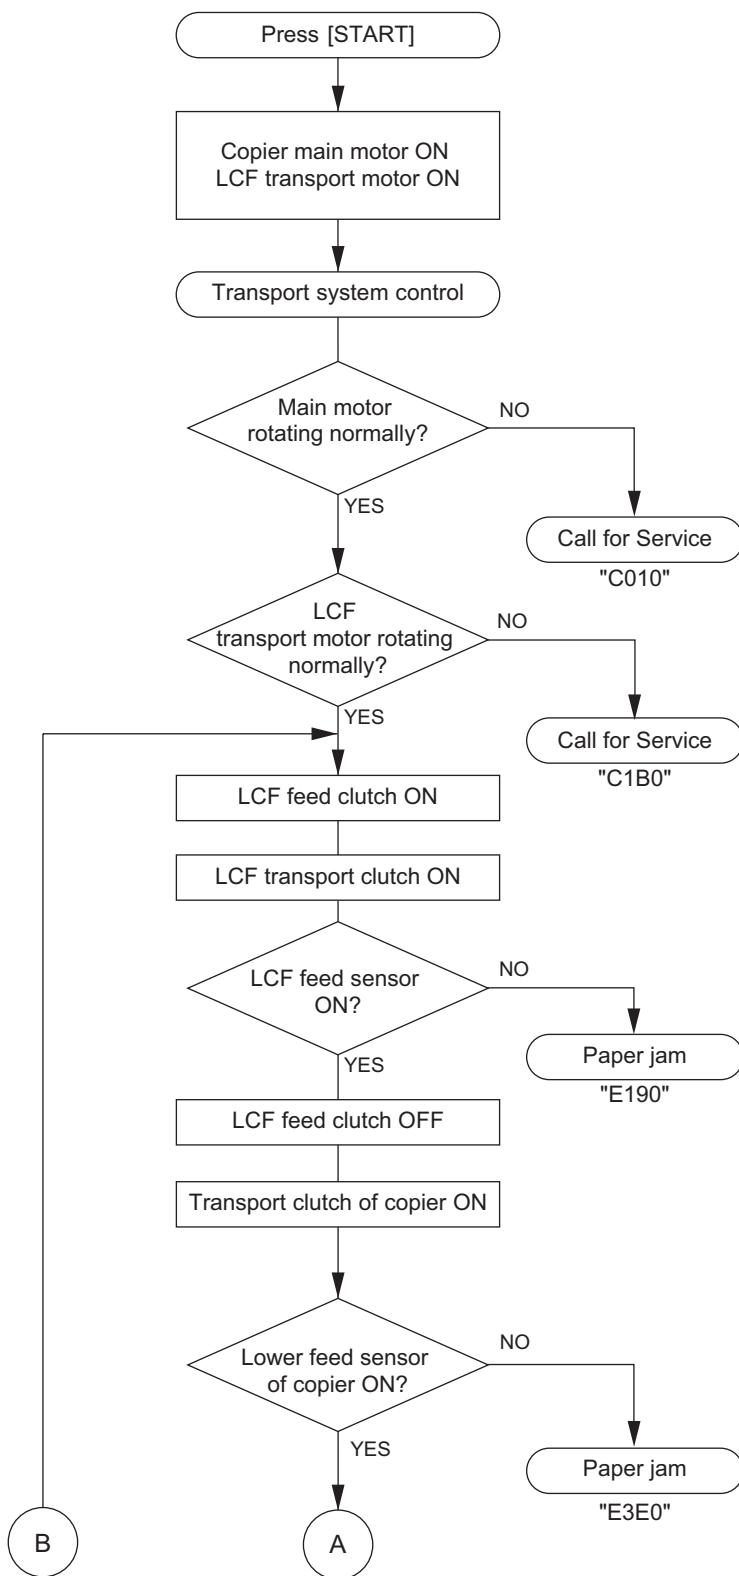 Press [START]
Copier main motor ON
LCF transport motor ON
Transport system control
Main motor
rotating normally?
NO
YES
Call for Service
"C010"
LCF
transport motor rotating
normally?
NO
YES
Call for Service
"C1B0"
LCF feed clutch ON
LCF transport clutch ON
LCF feed sensor
ON?
NO
YES
Paper jam
"E190"
LCF feed clutch OFF
Transport clutch of copier ON
Lower feed sensor
of copier ON?
NO
YES
Paper jam
"E3E0"
B
A